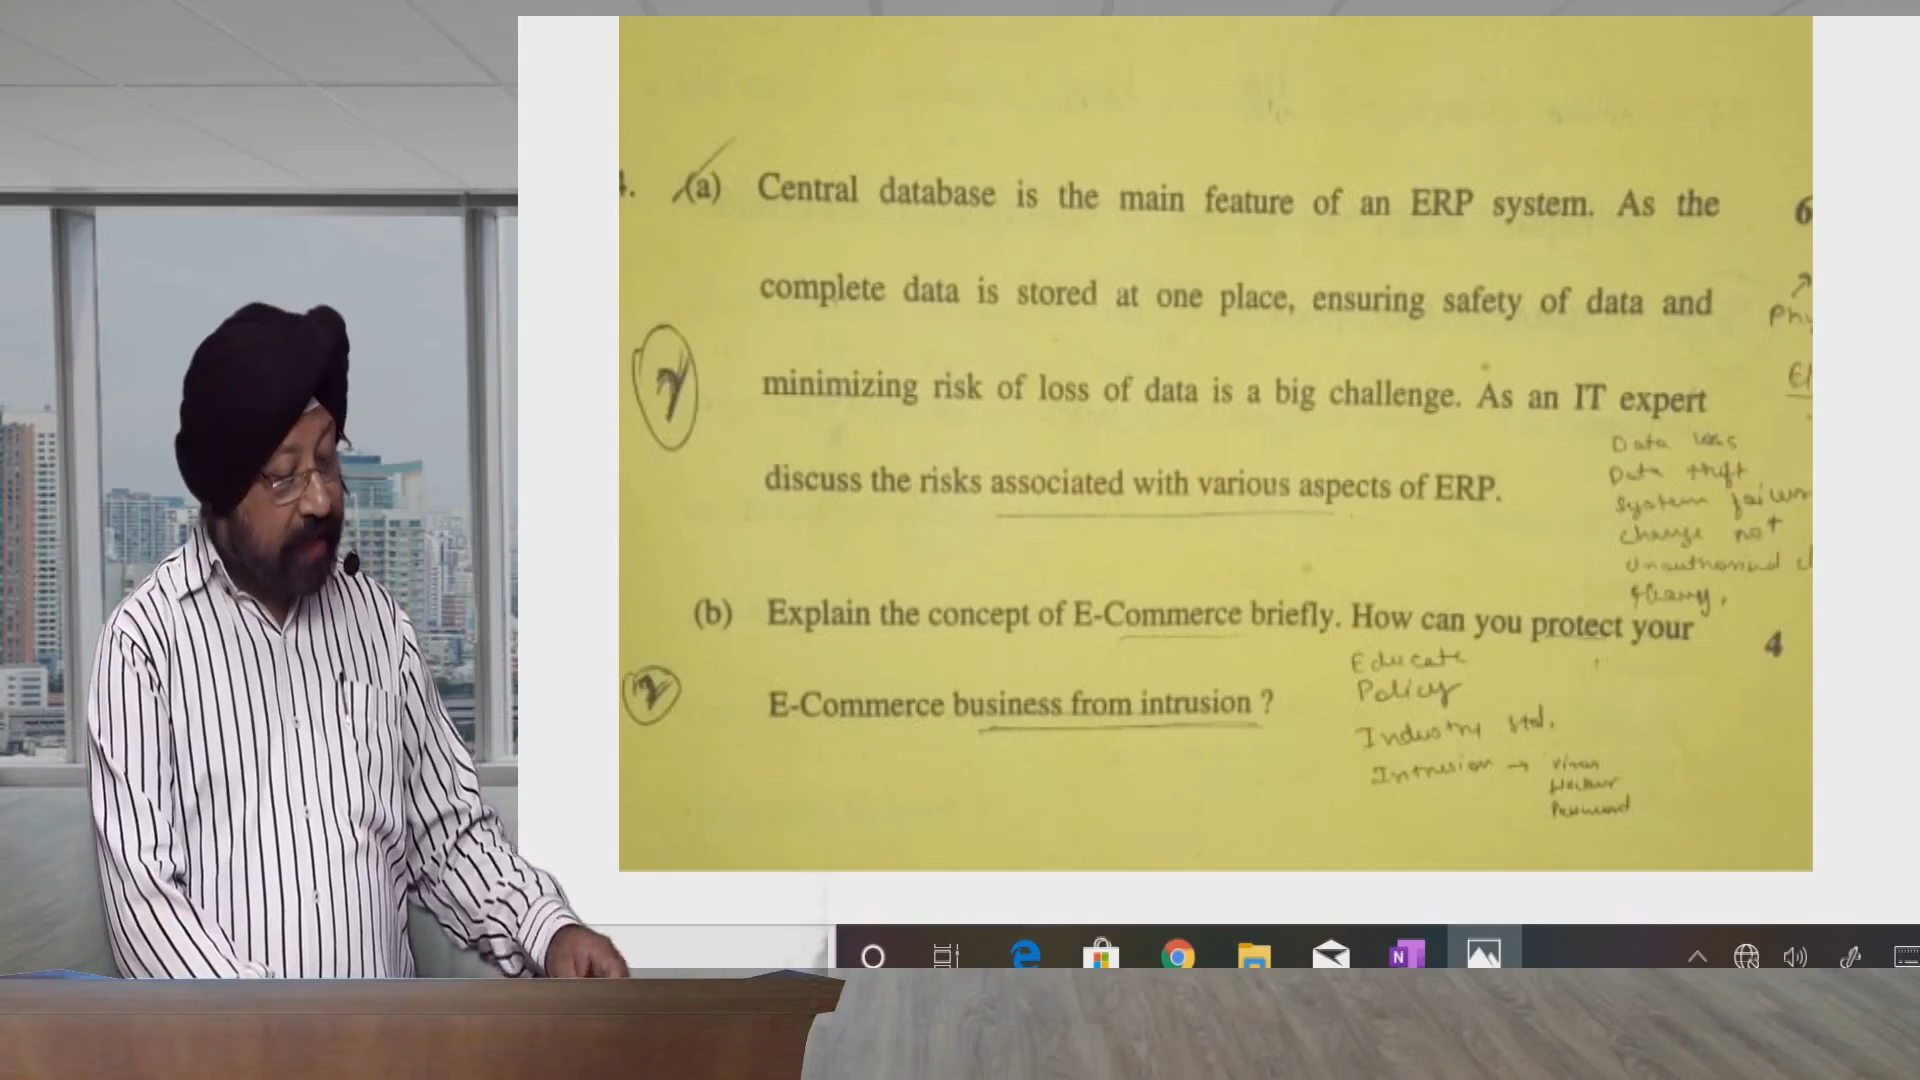 4. (a) Central database is the main feature of an ERP system. As the 6
complete data is stored at one place, ensuring safety of data and
Phy
minimizing risk of loss of data is a big challenge. As an IT expert
Data loss
Data theft
discuss the risks associated with various aspects of ERP.
System failur
change not
unauthorised
(b) Explain the concept of E-Commerce briefly. How can you protect your 4
Educate
Policy
E-Commerce business from intrusion ?
Industry std.
Intrusion → virus
Hacker
Password
N